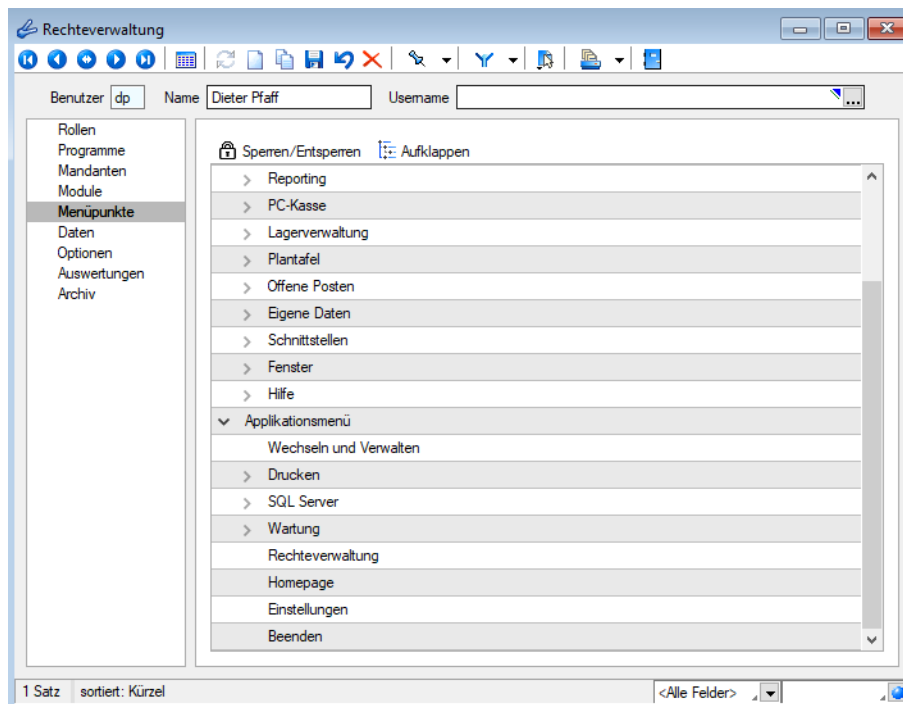 Rechteverwaltung
Benutzer dp Name Dieter Pfaff Username
Rollen
Programme
Mandanten
Module
Menüpunkte
Daten
Optionen
Auswertungen
Archiv
Sperren/Entsperren Aufklappen
Reporting
PC-Kasse
Lagerverwaltung
Plantafel
Offene Posten
Eigene Daten
Schnittstellen
Fenster
Hilfe
Applikationsmenü
Wechseln und Verwalten
Drucken
SQL Server
Wartung
Rechteverwaltung
Homepage
Einstellungen
Beenden
1 Satz sortiert: Kürzel <Alle Felder>